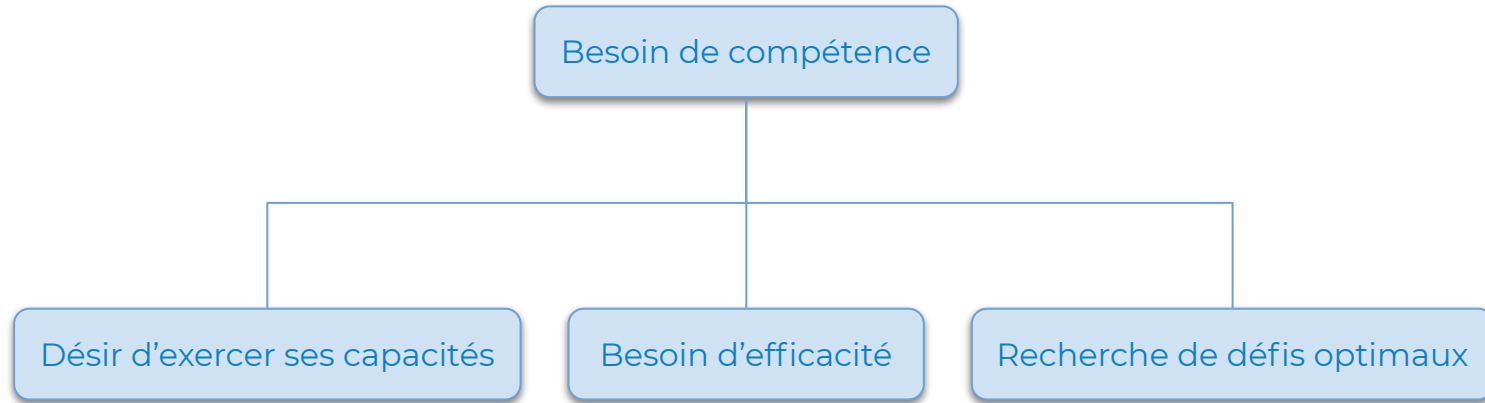 Besoin de compétence
Désir d’exercer ses capacités
Besoin d’efficacité
Recherche de défis optimaux